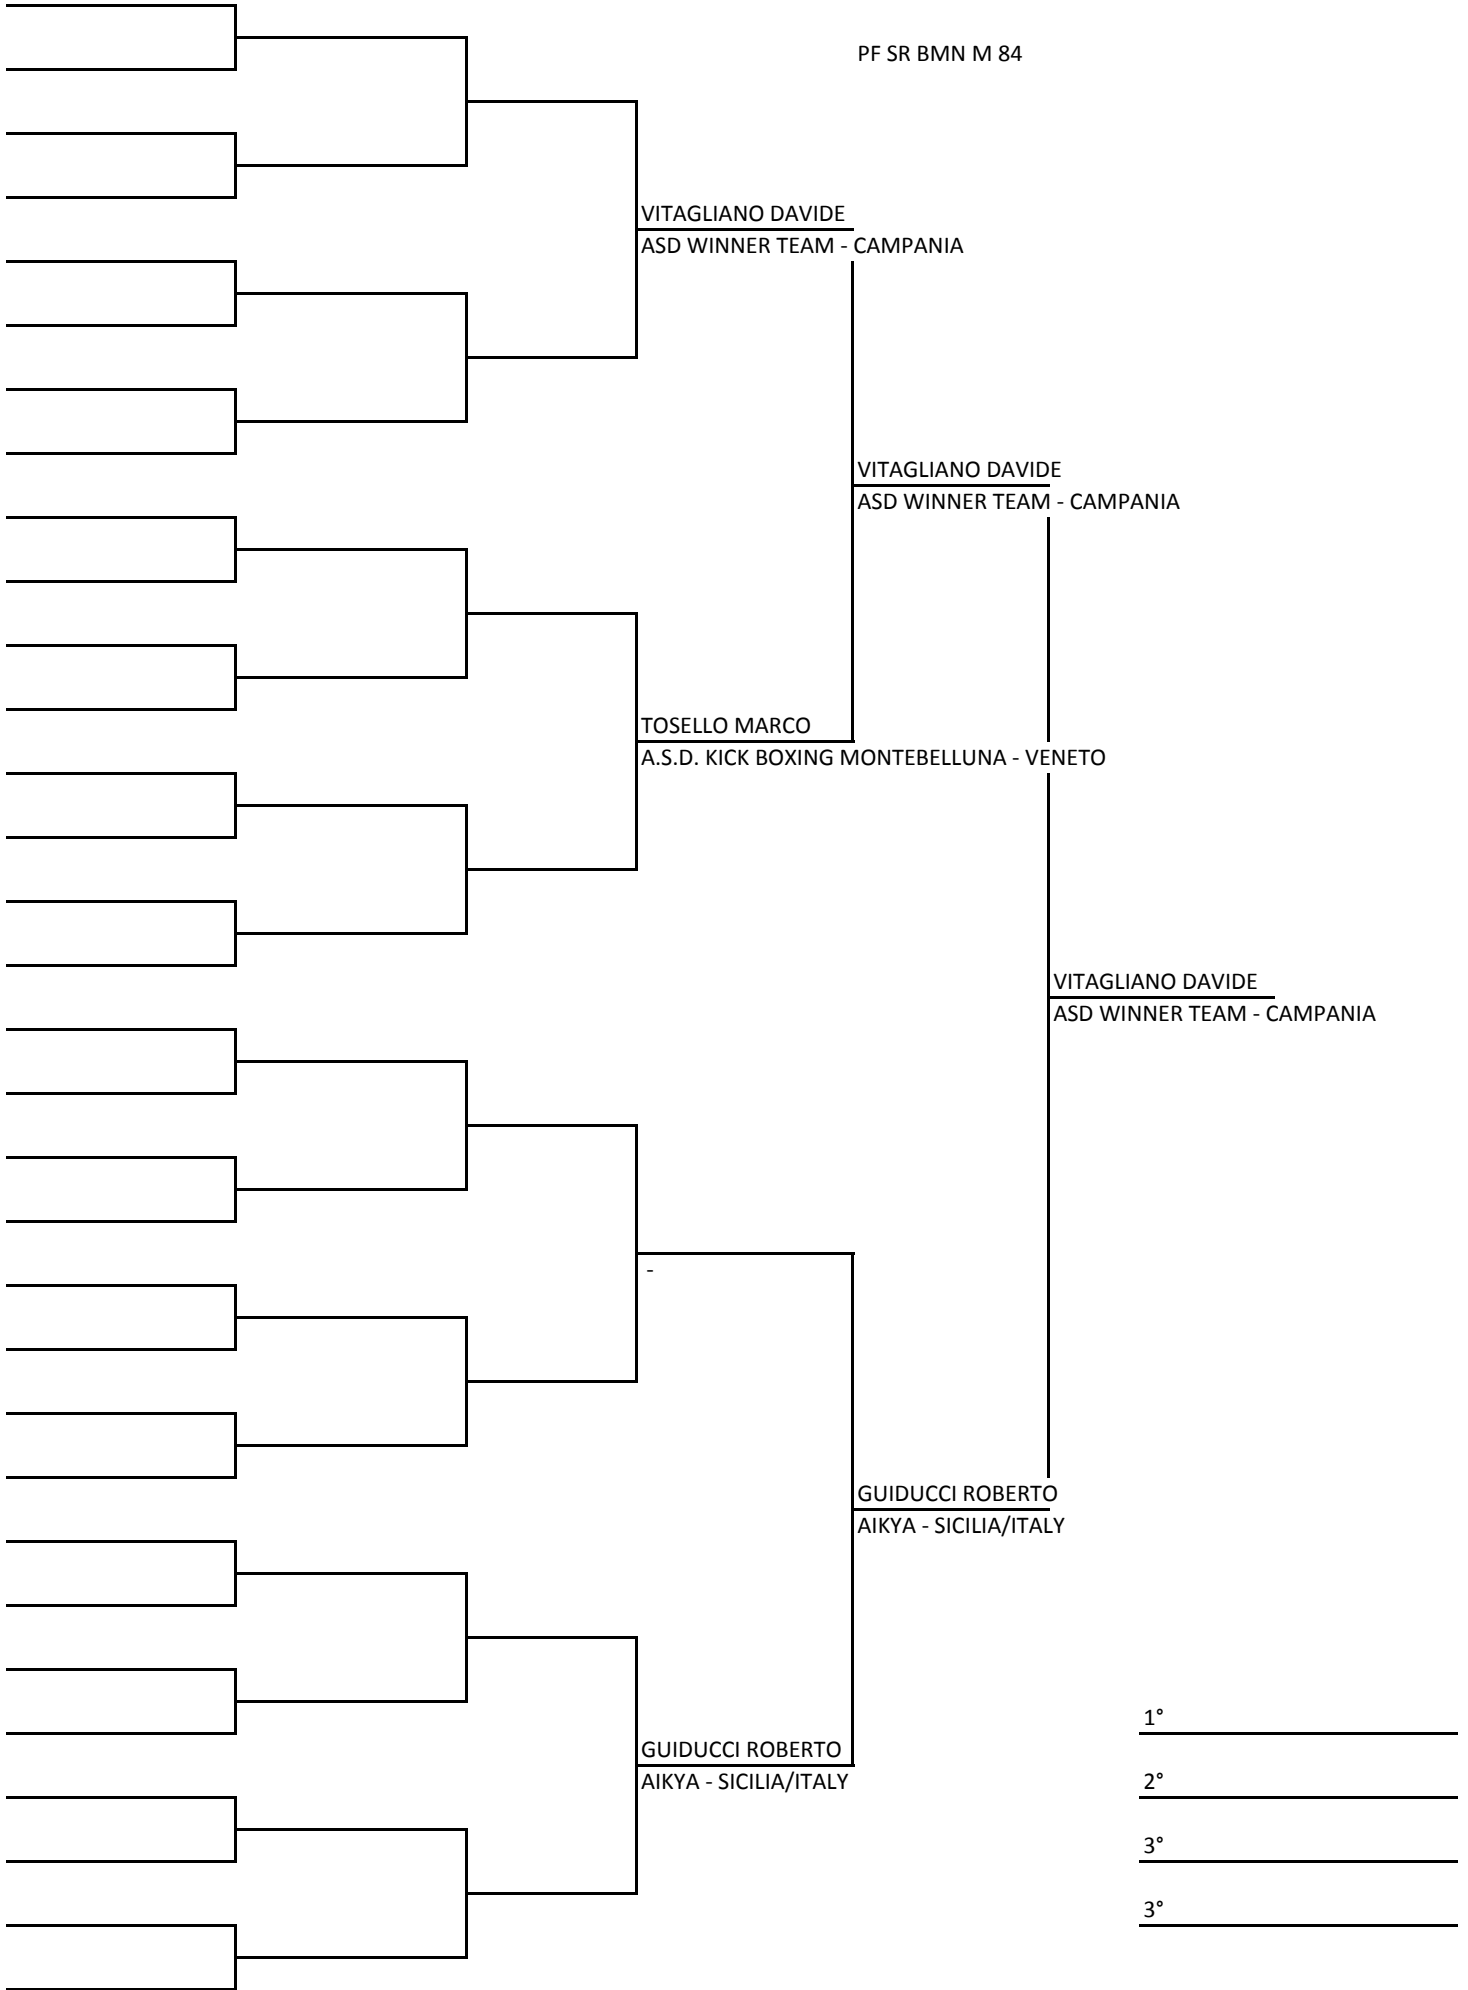 PF SR BMN M 84
VITAGLIANO DAVIDE
ASD WINNER TEAM - CAMPANIA
VITAGLIANO DAVIDE
ASD WINNER TEAM - CAMPANIA
TOSELLO MARCO
A.S.D. KICK BOXING MONTEBELLUNA - VENETO
VITAGLIANO DAVIDE
ASD WINNER TEAM - CAMPANIA
-
GUIDUCCI ROBERTO
AIKYA - SICILIA/ITALY
GUIDUCCI ROBERTO
AIKYA - SICILIA/ITALY
1°
2°
3°
3°